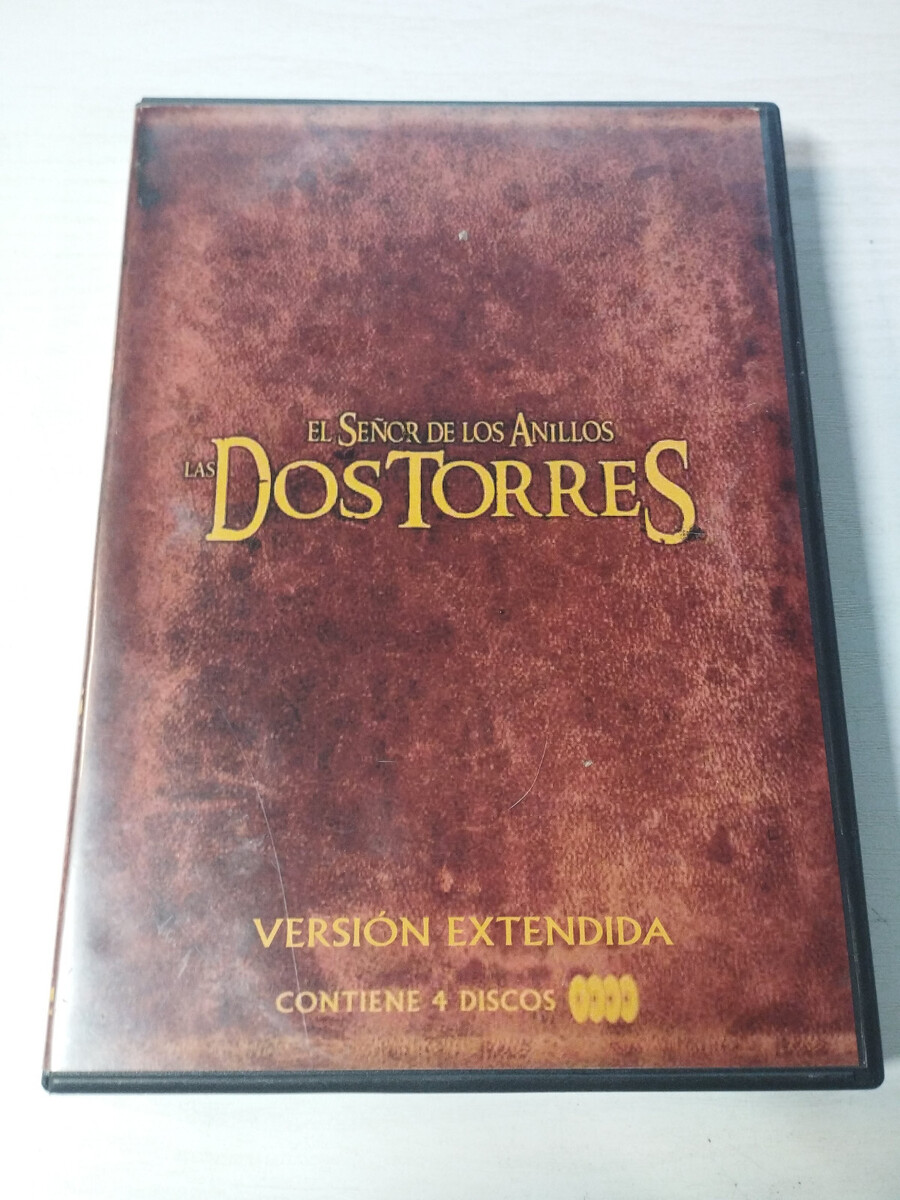 EL SEÑOR DE LOS ANILLOS
LAS DOS TORRES
VERSIÓN EXTENDIDA
CONTIENE 4 DISCOS